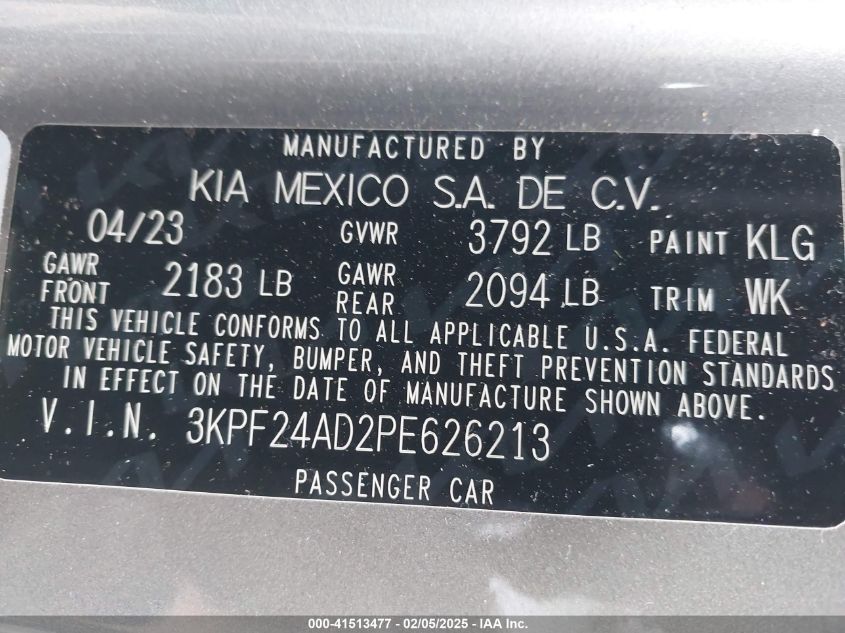 MANUFACTURED BY
KIA MEXICO S.A. DE C.V.
04/23 GVWR 3792 LB PAINT KLG
GAWR FRONT 2183 LB GAWR REAR 2094 LB TRIM WK
THIS VEHICLE CONFORMS TO ALL APPLICABLE U.S.A. FEDERAL
MOTOR VEHICLE SAFETY, BUMPER, AND THEFT PREVENTION STANDARDS
IN EFFECT ON THE DATE OF MANUFACTURE SHOWN ABOVE.
V.I.N. 3KPF24AD2PE626213
PASSENGER CAR
000-41513477 - 02/05/2025 - IAA Inc.